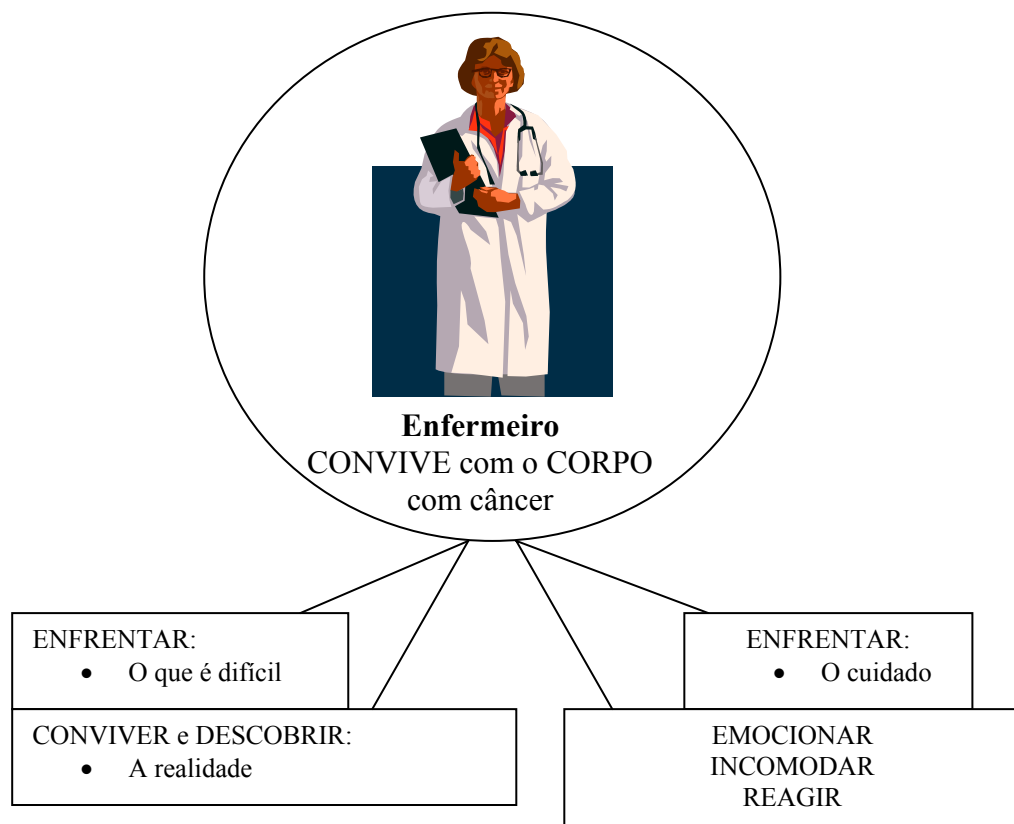 Enfermeiro
CONVIVE com o CORPO
com câncer
ENFRENTAR:
• O que é difícil
CONVIVER e DESCOBRIR:
• A realidade
ENFRENTAR:
• O cuidado
EMOCIONAR
INCOMODAR
REAGIR